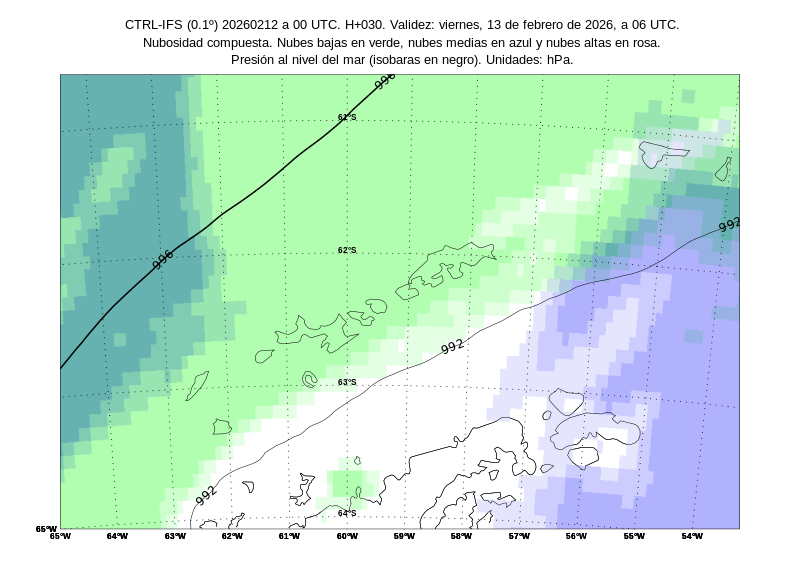 CTRL-IFS (0.1º) 20260212 a 00 UTC. H+030. Validez: viernes, 13 de febrero de 2026, a 06 UTC.
Nubosidad compuesta. Nubes bajas en verde, nubes medias en azul y nubes altas en rosa.
Presión al nivel del mar (isobaras en negro). Unidades: hPa.
996
61°S
992
62°S
996
992
63°S
992
64°S
65°W
65°W 64°W 63°W 62°W 61°W 60°W 59°W 58°W 57°W 56°W 55°W 54°W